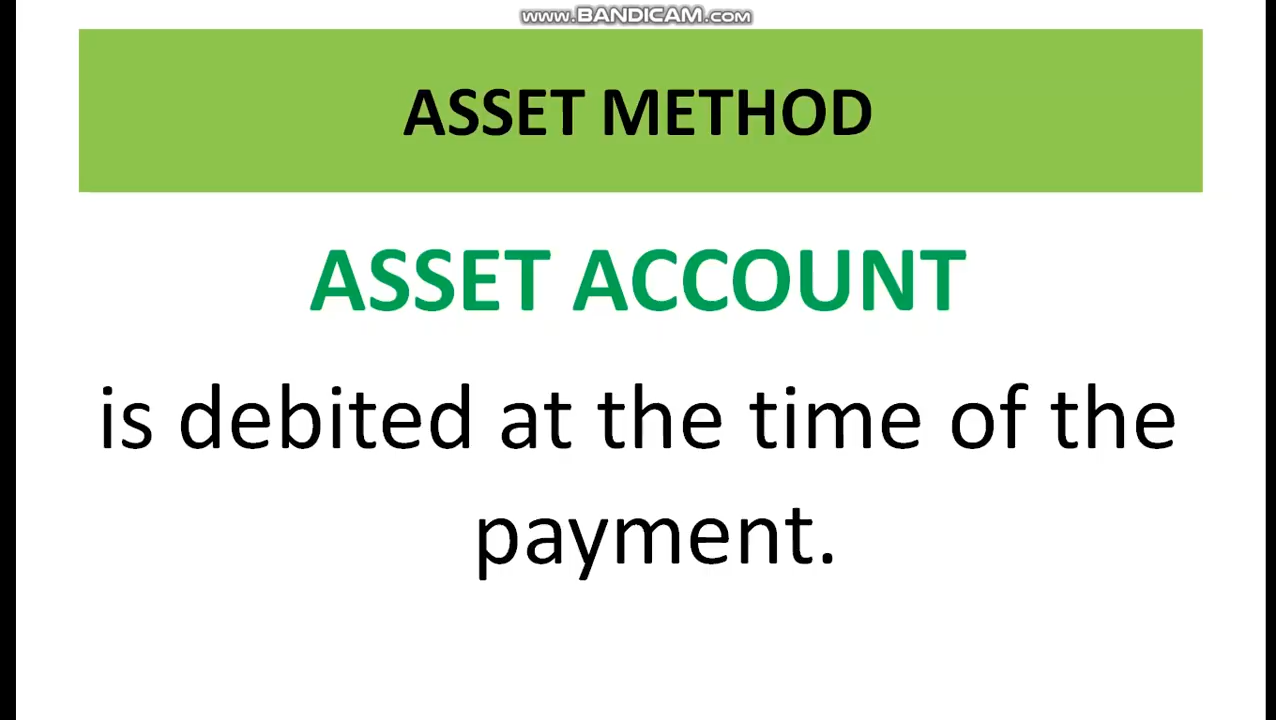 www.BANDICAM.com
ASSET METHOD
ASSET ACCOUNT
is debited at the time of the
payment.